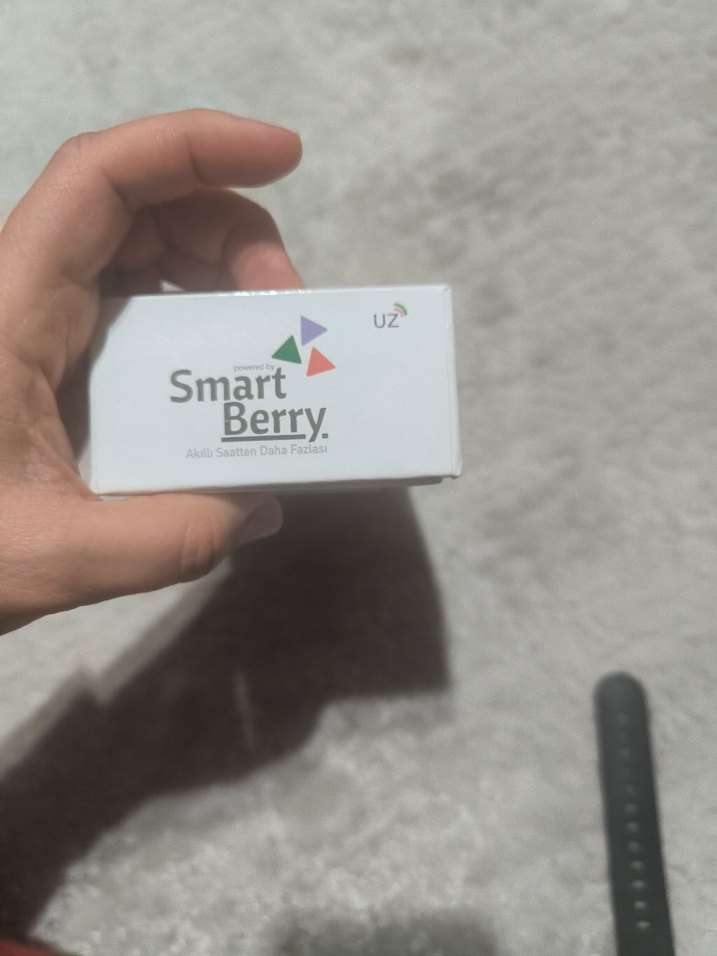 UZ
powered by
Smart
Berry
Akıllı Saatten Daha Fazlası